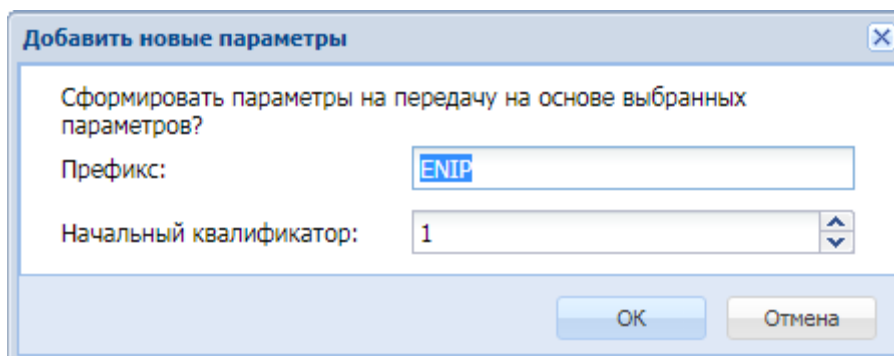 Добавить новые параметры
Сформировать параметры на передачу на основе выбранных
параметров?
Префикс: ENIP
Начальный квалификатор: 1
OK Отмена